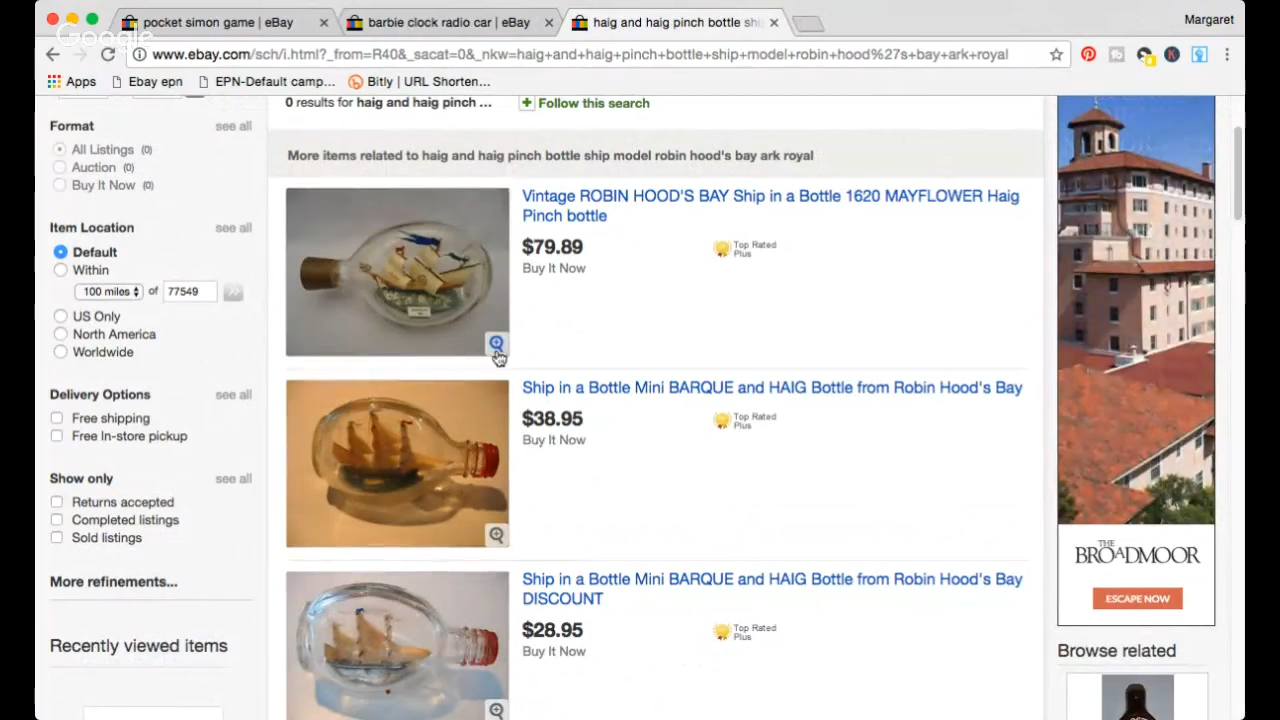 pocket simon game | eBay
barbie clock radio car | eBay
haig and haig pinch bottle shi
Margaret
Google
www.ebay.com/sch/i.html?_from=R40&_sacat=0&_nkw=haig+and+haig+pinch+bottle+ship+model+robin+hood%27s+bay+ark+royal
Apps
Ebay epn
EPN-Default camp...
Bitly | URL Shorten...
0 results for haig and haig pinch ...
Follow this search
Format
see all
All Listings (0)
Auction (0)
Buy It Now (0)
Item Location
see all
Default
Within
100 miles of 77549
US Only
North America
Worldwide
Delivery Options
see all
Free shipping
Free In-store pickup
Show only
see all
Returns accepted
Completed listings
Sold listings
More refinements...
Recently viewed items
More items related to haig and haig pinch bottle ship model robin hood's bay ark royal
Vintage ROBIN HOOD'S BAY Ship in a Bottle 1620 MAYFLOWER Haig
Pinch bottle
$79.89
Buy It Now
Top Rated
Plus
Ship in a Bottle Mini BARQUE and HAIG Bottle from Robin Hood's Bay
$38.95
Buy It Now
Top Rated
Plus
Ship in a Bottle Mini BARQUE and HAIG Bottle from Robin Hood's Bay
DISCOUNT
$28.95
Buy It Now
Top Rated
Plus
THE
BROADMOOR
ESCAPE NOW
Browse related